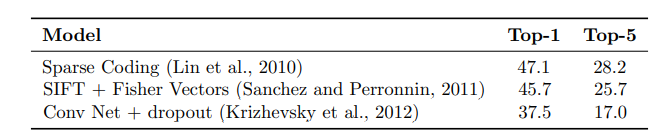 Model Top-1 Top-5
Sparse Coding (Lin et al., 2010) 47.1 28.2
SIFT + Fisher Vectors (Sanchez and Perronnin, 2011) 45.7 25.7
Conv Net + dropout (Krizhevsky et al., 2012) 37.5 17.0